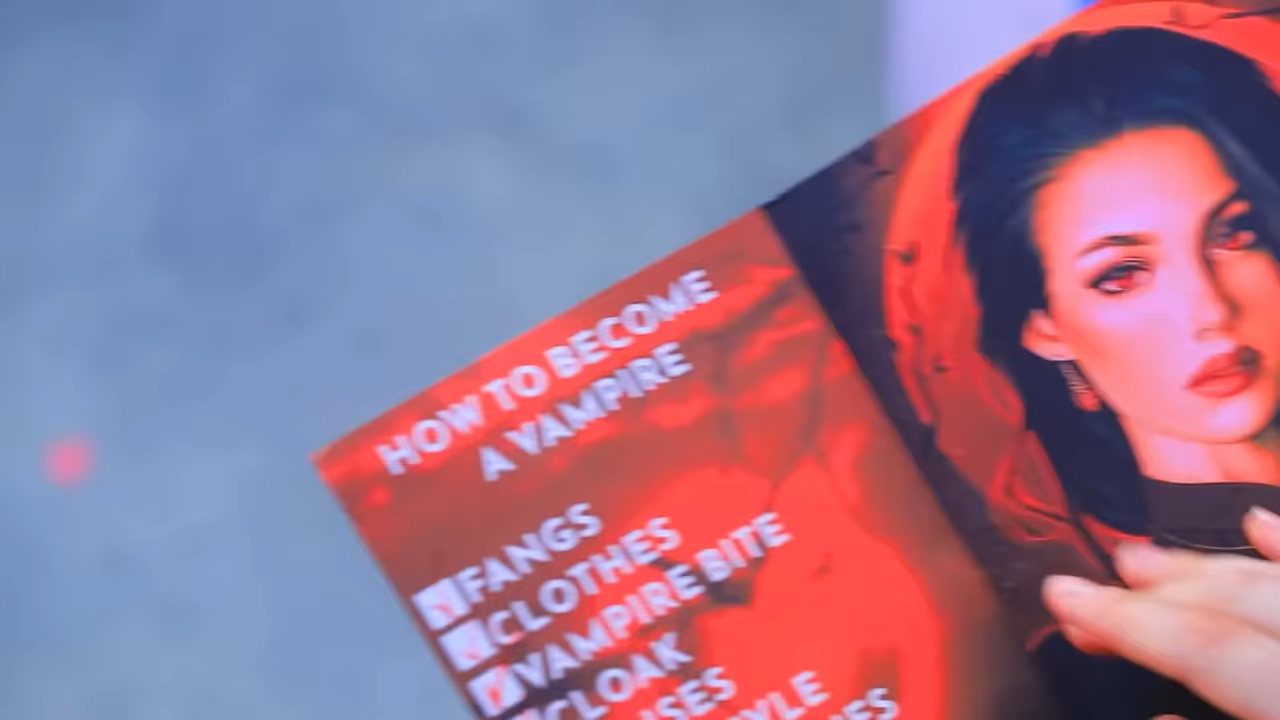 HOW TO BECOME
A VAMPIRE
FANGS
CLOTHES
VAMPIRE BITE
CLOAK